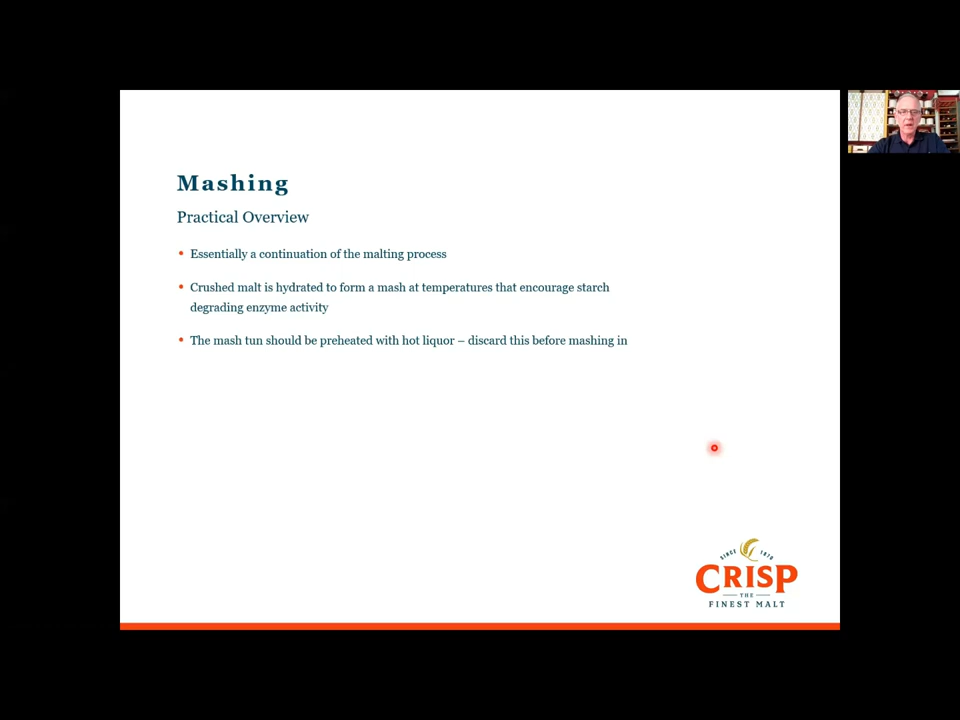 Mashing
Practical Overview
• Essentially a continuation of the malting process
• Crushed malt is hydrated to form a mash at temperatures that encourage starch
degrading enzyme activity
• The mash tun should be preheated with hot liquor – discard this before mashing in
SINCE 1870
CRISP
THE
FINEST MALT